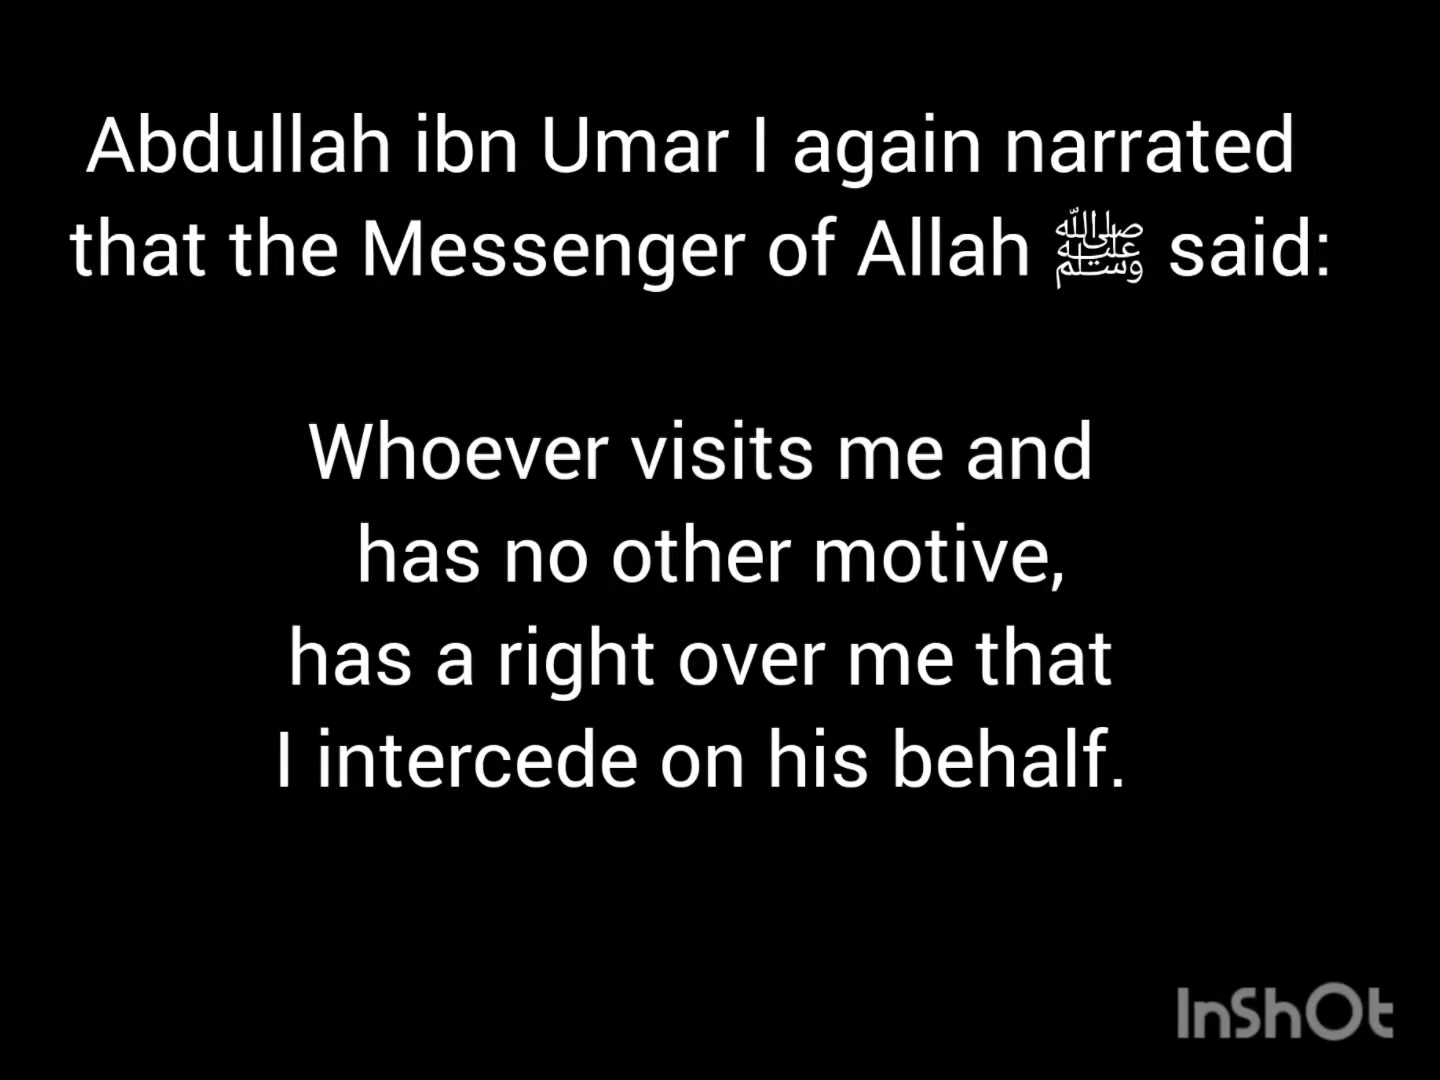 Abdullah ibn Umar I again narrated
that the Messenger of Allah ﷺ said:
Whoever visits me and
has no other motive,
has a right over me that
I intercede on his behalf.
InShOt